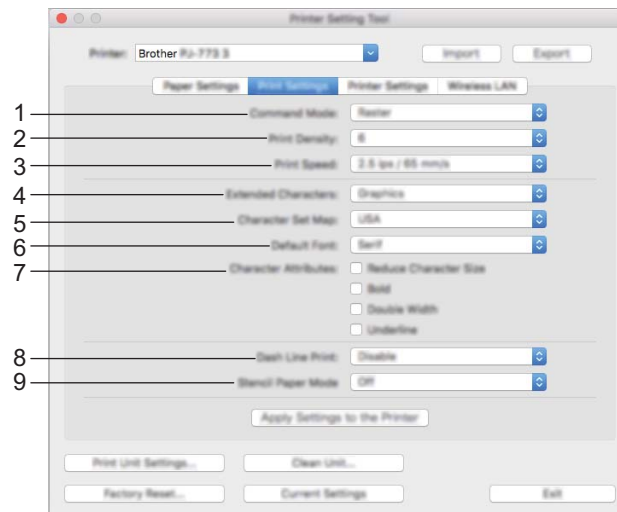 Printer Setting Tool
Printer: Brother PJ-773 3 Import Export
Paper Settings Print Settings Printer Settings Wireless LAN
1 Command Mode: Raster
2 Print Density: 6
3 Print Speed: 2.5 ips / 65 mm/s
4 Extended Characters: Graphics
5 Character Set Map: USA
6 Default Font: Serif
7 Character Attributes: Reduce Character Size
Bold
Double Width
Underline
8 Dash Line Print: Disable
9 Stencil Paper Mode Off
Apply Settings to the Printer
Print Unit Settings... Clean Unit...
Factory Reset... Current Settings Exit